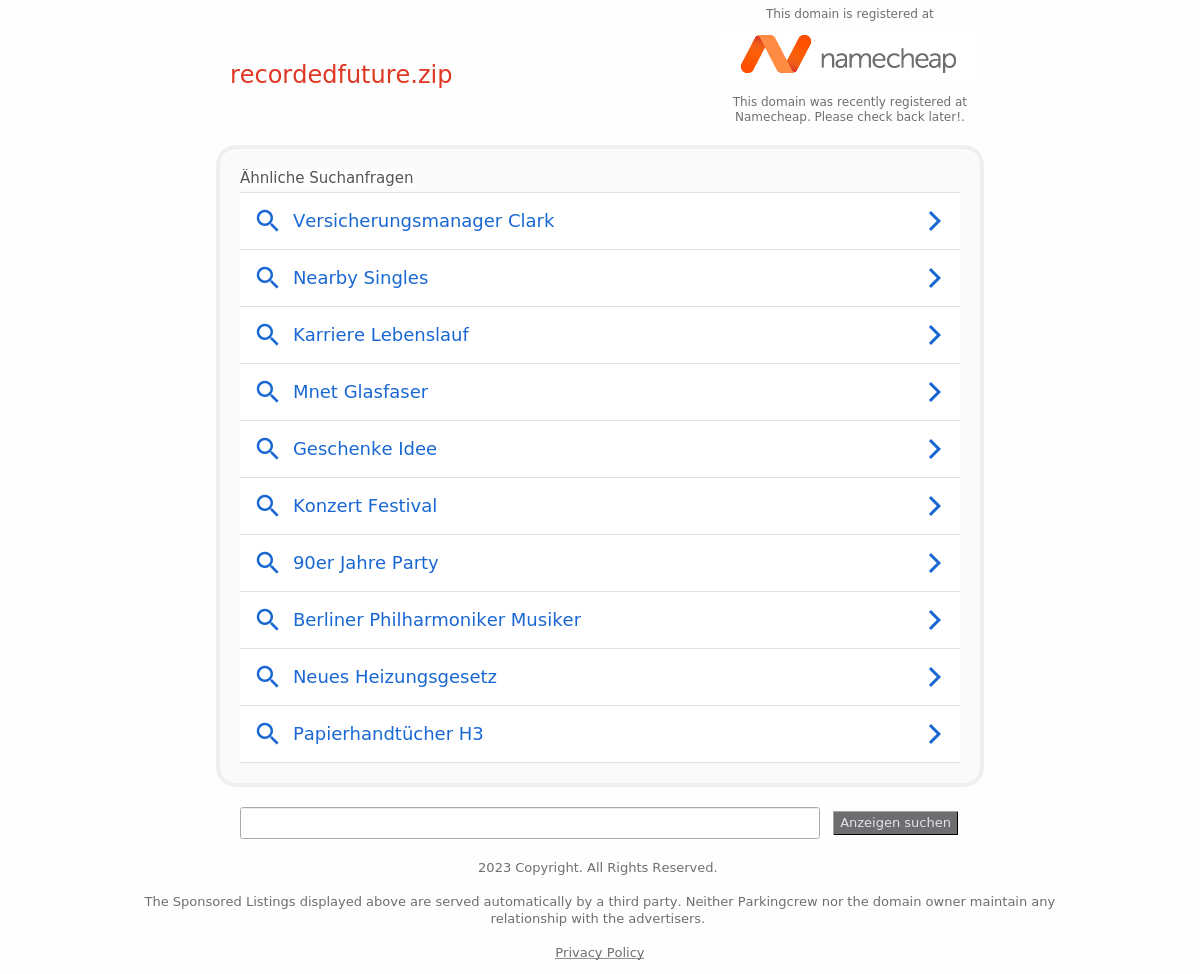 This domain is registered at
namecheap
recordedfuture.zip
This domain was recently registered at
Namecheap. Please check back later!.
Ähnliche Suchanfragen
Versicherungsmanager Clark
Nearby Singles
Karriere Lebenslauf
Mnet Glasfaser
Geschenke Idee
Konzert Festival
90er Jahre Party
Berliner Philharmoniker Musiker
Neues Heizungsgesetz
Papierhandtücher H3
Anzeigen suchen
2023 Copyright. All Rights Reserved.
The Sponsored Listings displayed above are served automatically by a third party. Neither Parkingcrew nor the domain owner maintain any
relationship with the advertisers.
Privacy Policy